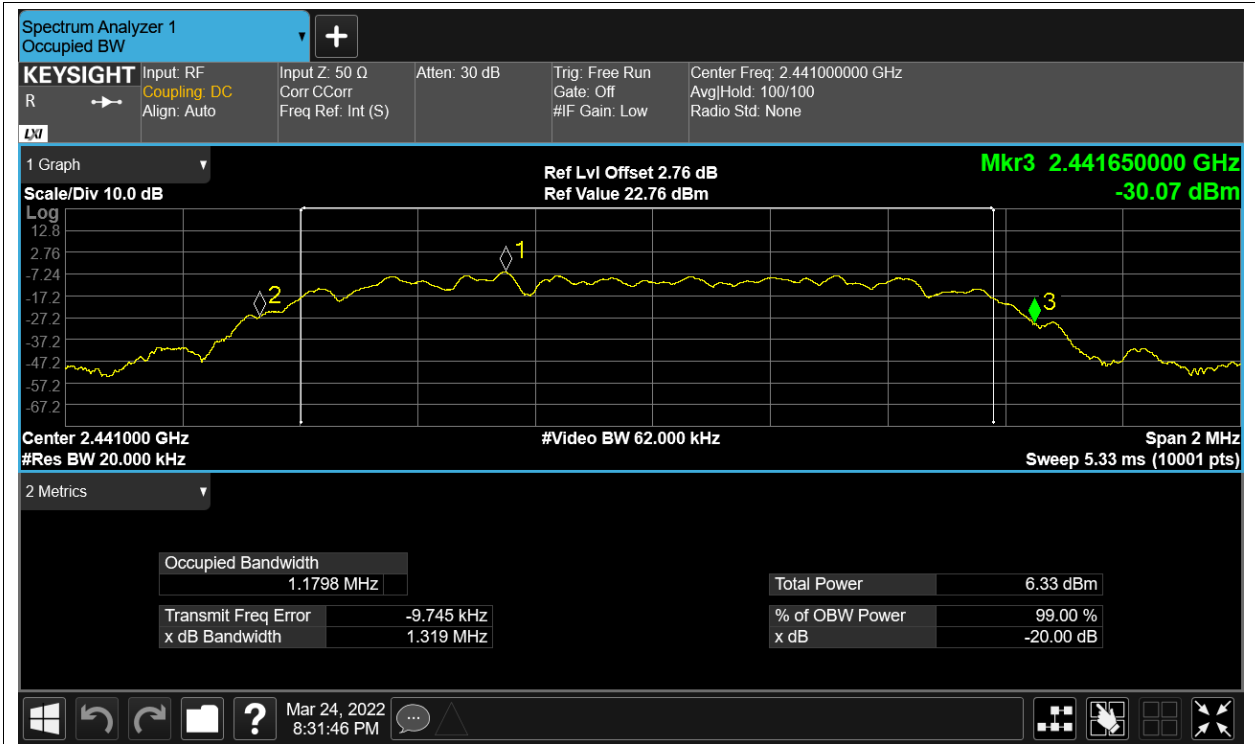 Spectrum Analyzer 1
Occupied BW
KEYSIGHT
R
LXI
Input: RF
Coupling: DC
Align: Auto
Input Z: 50 Ω
Corr CCorr
Freq Ref: Int (S)
Atten: 30 dB
Trig: Free Run
Gate: Off
#IF Gain: Low
Center Freq: 2.441000000 GHz
Avg|Hold: 100/100
Radio Std: None
1 Graph
Scale/Div 10.0 dB
Ref Lvl Offset 2.76 dB
Ref Value 22.76 dBm
Mkr3 2.441650000 GHz
-30.07 dBm
Log
12.8
2.76
-7.24
-17.2
-27.2
-37.2
-47.2
-57.2
-67.2
1
2
3
Center 2.441000 GHz
#Res BW 20.000 kHz
#Video BW 62.000 kHz
Span 2 MHz
Sweep 5.33 ms (10001 pts)
2 Metrics
Occupied Bandwidth
1.1798 MHz
Transmit Freq Error -9.745 kHz
x dB Bandwidth 1.319 MHz
Total Power 6.33 dBm
% of OBW Power 99.00 %
x dB -20.00 dB
?
Mar 24, 2022
8:31:46 PM